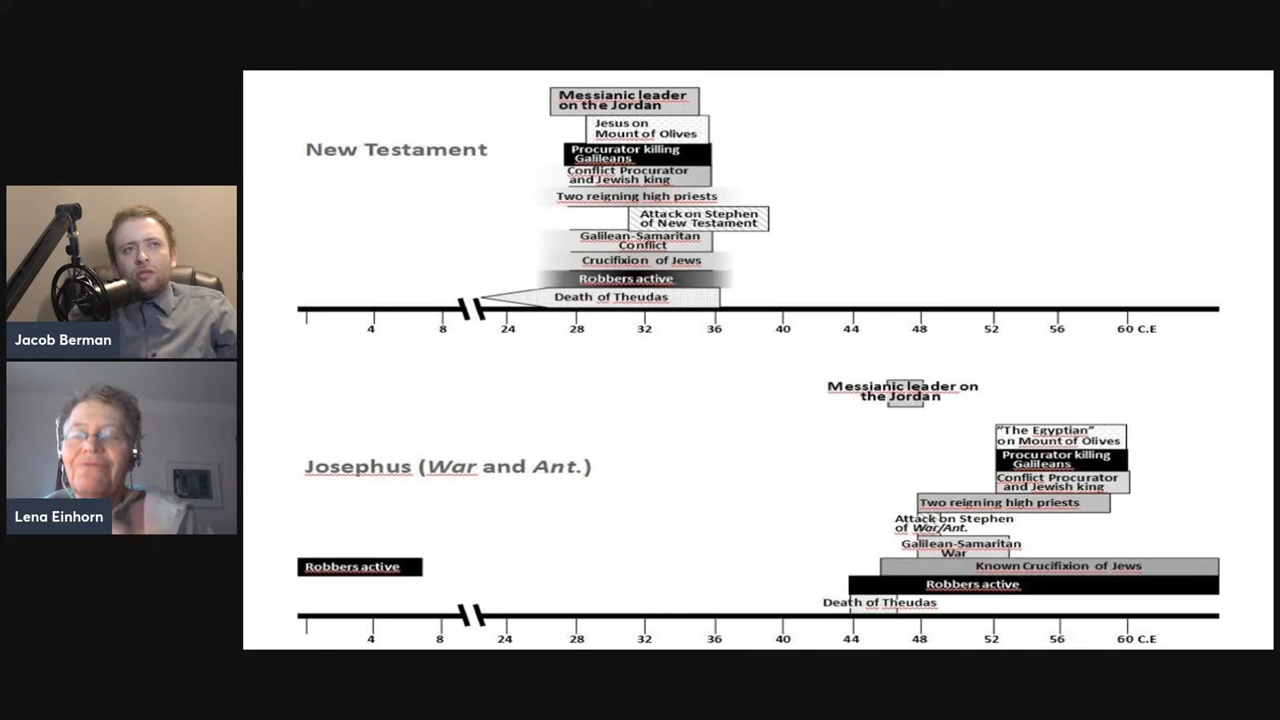 Messianic leader
on the Jordan
Jesus on
Mount of Olives
New Testament
Procurator killing
Galileans
Conflict Procurator
and Jewish king
Two reigning high priests
Attack on Stephen
of New Testament
Galilean-Samaritan
Conflict
Crucifixion of Jews
Robbers active
Death of Theudas
4 8 24 28 32 36 40 44 48 52 56 60 C.E
Jacob Berman
Messianic leader on
the Jordan
"The Egyptian"
on Mount of Olives
Procurator killing
Galileans
Josephus (War and Ant.)
Conflict Procurator
and Jewish king
Two reigning high priests
Attack on Stephen
of War/Ant.
Lena Einhorn
Galilean-Samaritan
War
Robbers active
Known Crucifixion of Jews
Robbers active
Death of Theudas
4 8 24 28 32 36 40 44 48 52 56 60 C.E